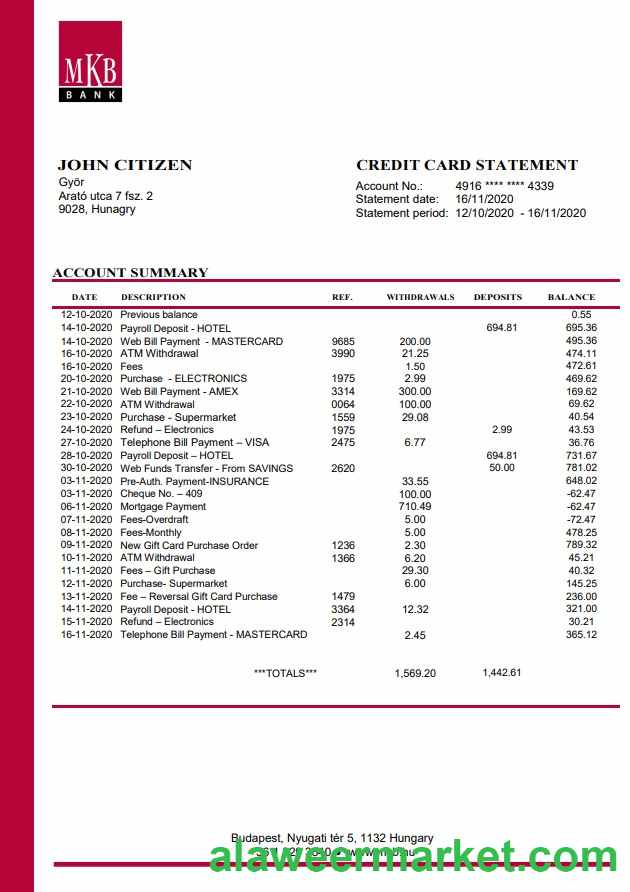 MKB
BANK
JOHN CITIZEN
Györ
Arató utca 7 fsz. 2
9028, Hunagry
CREDIT CARD STATEMENT
Account No.: 4916 **** **** 4339
Statement date: 16/11/2020
Statement period: 12/10/2020 - 16/11/2020
ACCOUNT SUMMARY
DATE DESCRIPTION REF. WITHDRAWALS DEPOSITS BALANCE
12-10-2020 Previous balance 0.55
14-10-2020 Payroll Deposit - HOTEL 694.81 695.36
14-10-2020 Web Bill Payment - MASTERCARD 9685 200.00 495.36
16-10-2020 ATM Withdrawal 3990 21.25 474.11
16-10-2020 Fees 1.50 472.61
20-10-2020 Purchase - ELECTRONICS 1975 2.99 469.62
21-10-2020 Web Bill Payment - AMEX 3314 300.00 169.62
22-10-2020 ATM Withdrawal 0064 100.00 69.62
23-10-2020 Purchase - Supermarket 1559 29.08 40.54
24-10-2020 Refund – Electronics 1975 2.99 43.53
27-10-2020 Telephone Bill Payment – VISA 2475 6.77 36.76
28-10-2020 Payroll Deposit – HOTEL 694.81 731.67
30-10-2020 Web Funds Transfer - From SAVINGS 2620 50.00 781.02
03-11-2020 Pre-Auth. Payment-INSURANCE 33.55 648.02
03-11-2020 Cheque No. – 409 100.00 -62.47
06-11-2020 Mortgage Payment 710.49 -62.47
07-11-2020 Fees-Overdraft 5.00 -72.47
08-11-2020 Fees-Monthly 5.00 478.25
09-11-2020 New Gift Card Purchase Order 1236 2.30 789.32
10-11-2020 ATM Withdrawal 1366 6.20 45.21
11-11-2020 Fees – Gift Purchase 29.30 40.32
12-11-2020 Purchase- Supermarket 6.00 145.25
13-11-2020 Fee – Reversal Gift Card Purchase 1479 236.00
14-11-2020 Payroll Deposit - HOTEL 3364 12.32 321.00
15-11-2020 Refund – Electronics 2314 30.21
16-11-2020 Telephone Bill Payment - MASTERCARD 2.45 365.12
***TOTALS*** 1,569.20 1,442.61
Budapest, Nyugati tér 5, 1132 Hungary
alaweermarket.com